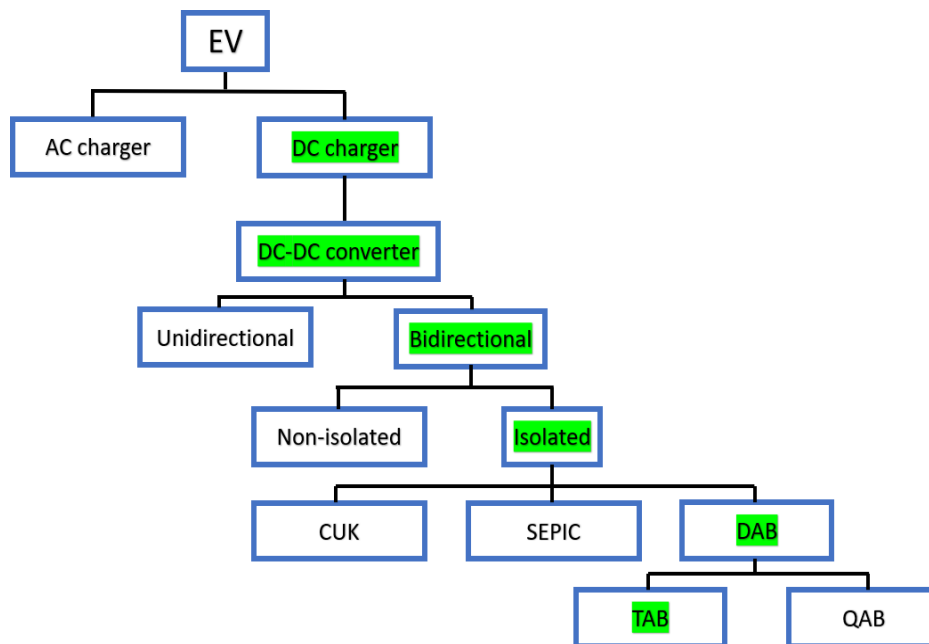 EV
AC charger
DC charger
DC-DC converter
Unidirectional
Bidirectional
Non-isolated
Isolated
CUK
SEPIC
DAB
TAB
QAB